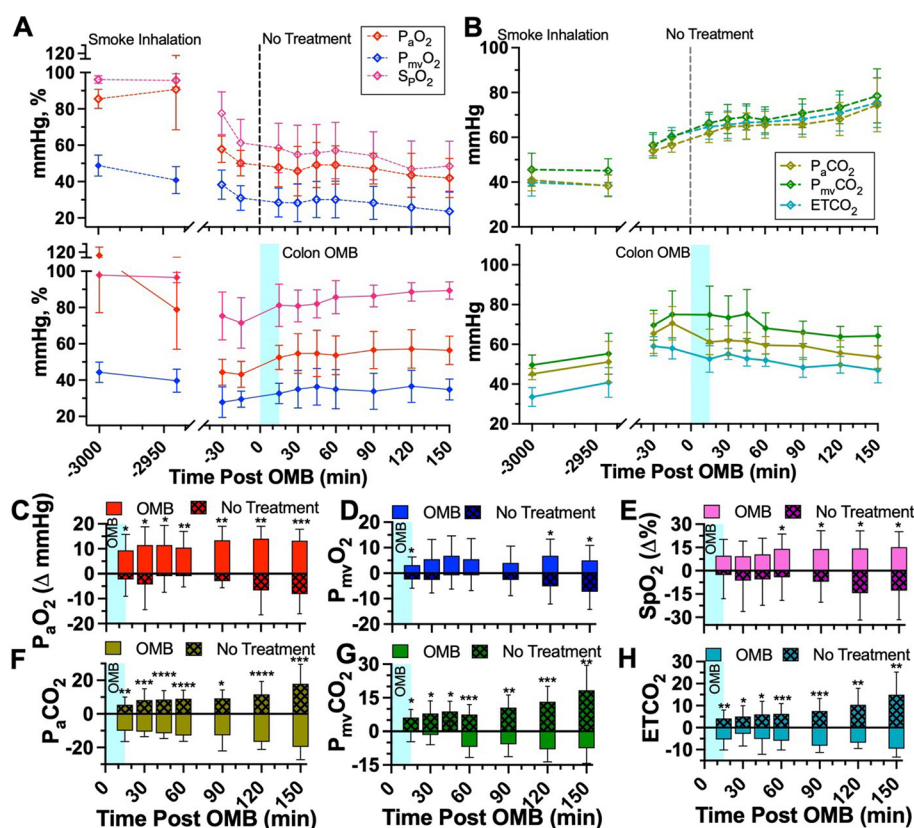 A
Smoke Inhalation
No Treatment
PaO2
PmvO2
SPO2
mmHg, %
120
100
80
60
40
20
B
Smoke Inhalation
No Treatment
PaCO2
PmvCO2
ETCO2
mmHg
100
80
60
40
20
Colon OMB
mmHg, %
120
100
80
60
40
20
-3000
-2950
-30
0
30
60
90
120
150
Time Post OMB (min)
Colon OMB
mmHg
100
80
60
40
20
-3000
-2950
-30
0
30
60
90
120
150
Time Post OMB (min)
C
OMB
No Treatment
PaO2 (Δ mmHg)
20
10
0
-10
-20
OMB
* * * ** ** ** ***
D
OMB
No Treatment
PmvO2
20
10
0
-10
-20
OMB
* * *
E
OMB
No Treatment
SpO2 (Δ%)
30
15
0
-15
-30
OMB
* * * *
F
OMB
No Treatment
PaCO2
20
0
-20
OMB
** *** **** **** * **** ***
0
30
60
90
120
150
Time Post OMB (min)
G
OMB
No Treatment
PmvCO2
30
15
0
-15
OMB
* * * *** ** *** **
0
30
60
90
120
150
Time Post OMB (min)
H
OMB
No Treatment
ETCO2
30
20
10
0
-10
OMB
** * * *** *** ** **
0
30
60
90
120
150
Time Post OMB (min)